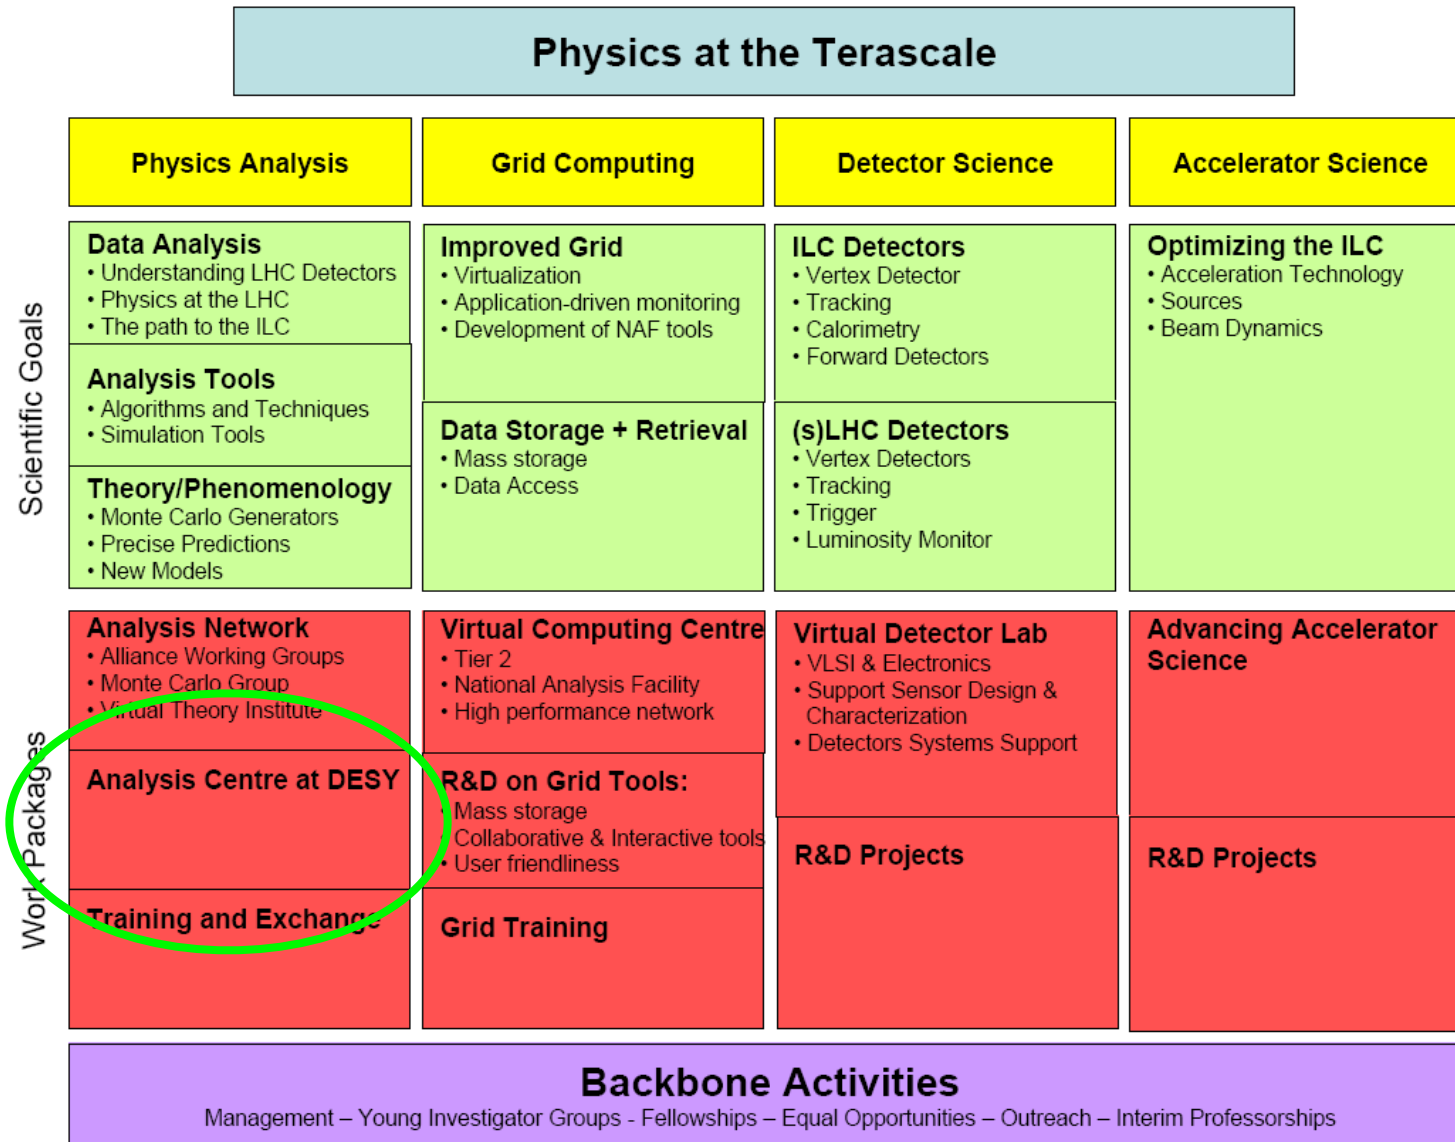 Physics at the Terascale
Physics Analysis
Grid Computing
Detector Science
Accelerator Science
Scientific Goals
Data Analysis
• Understanding LHC Detectors
• Physics at the LHC
• The path to the ILC
Analysis Tools
• Algorithms and Techniques
• Simulation Tools
Theory/Phenomenology
• Monte Carlo Generators
• Precise Predictions
• New Models
Improved Grid
• Virtualization
• Application-driven monitoring
• Development of NAF tools
Data Storage + Retrieval
• Mass storage
• Data Access
ILC Detectors
• Vertex Detector
• Tracking
• Calorimetry
• Forward Detectors
(s)LHC Detectors
• Vertex Detectors
• Tracking
• Trigger
• Luminosity Monitor
Optimizing the ILC
• Acceleration Technology
• Sources
• Beam Dynamics
Work Packages
Analysis Network
• Alliance Working Groups
• Monte Carlo Group
• Virtual Theory Institute
Analysis Centre at DESY
Training and Exchange
Virtual Computing Centre
• Tier 2
• National Analysis Facility
• High performance network
R&D on Grid Tools:
• Mass storage
• Collaborative & Interactive tools
• User friendliness
Grid Training
Virtual Detector Lab
• VLSI & Electronics
• Support Sensor Design &
Characterization
• Detectors Systems Support
R&D Projects
Advancing Accelerator
Science
R&D Projects
Backbone Activities
Management – Young Investigator Groups - Fellowships – Equal Opportunities – Outreach – Interim Professorships